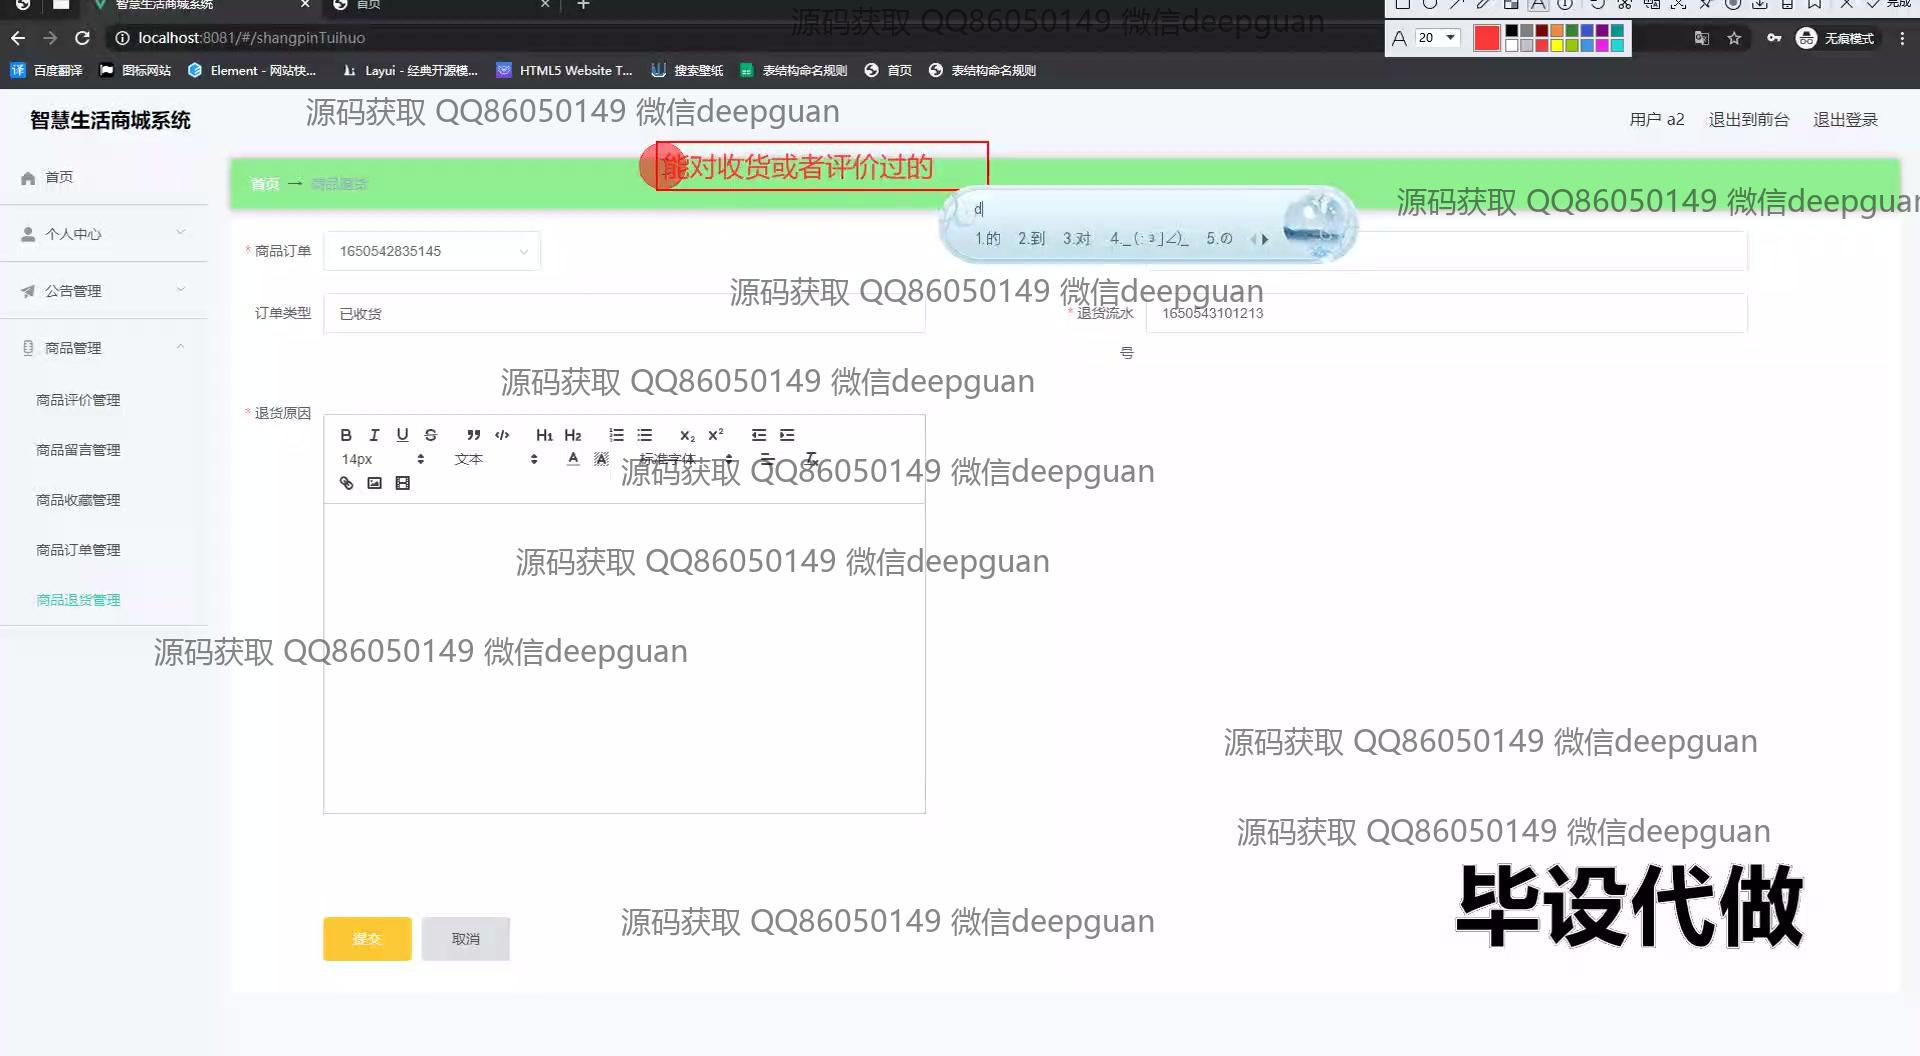 智慧生活商城系统
首页
完成
localhost:8081/#/shangpinTuihuo
20
无痕模式
百度翻译
图标网站
Element - 网站快...
Layui - 经典开源模...
HTML5 Website T...
搜索壁纸
表结构命名规则
首页
表结构命名规则
源码获取 QQ86050149 微信deepguan
智慧生活商城系统
源码获取 QQ86050149 微信deepguan
用户 a2
退出到前台
退出登录
首页
个人中心
公告管理
商品管理
商品评价管理
商品留言管理
商品收藏管理
商品订单管理
商品退货管理
能对收货或者评价过的
首页 → 商品退货
d
1.的 2.到 3.对 4._(:з」∠)_ 5.の
源码获取 QQ86050149 微信deepguan
* 商品订单
1650542835145
源码获取 QQ86050149 微信deepguan
订单类型
已收货
* 退货流水号
1650543101213
源码获取 QQ86050149 微信deepguan
* 退货原因
B I U S H1 H2 x2 x2
14px
文本
标准字体
源码获取 QQ86050149 微信deepguan
源码获取 QQ86050149 微信deepguan
源码获取 QQ86050149 微信deepguan
源码获取 QQ86050149 微信deepguan
源码获取 QQ86050149 微信deepguan
毕设代做
源码获取 QQ86050149 微信deepguan
提交
取消